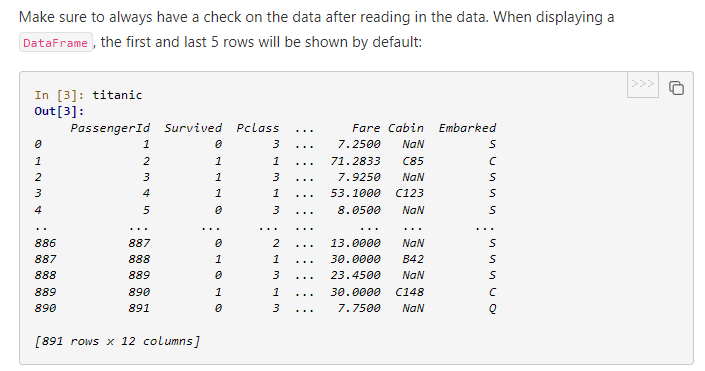 Make sure to always have a check on the data after reading in the data. When displaying a
DataFrame, the first and last 5 rows will be shown by default:
>>>
In [3]: titanic
Out[3]:
     PassengerId  Survived  Pclass  ...     Fare Cabin  Embarked
0              1         0       3  ...   7.2500   NaN         S
1              2         1       1  ...  71.2833   C85         C
2              3         1       3  ...   7.9250   NaN         S
3              4         1       1  ...  53.1000  C123         S
4              5         0       3  ...   8.0500   NaN         S
..           ...       ...     ...  ...      ...   ...       ...
886          887         0       2  ...  13.0000   NaN         S
887          888         1       1  ...  30.0000   B42         S
888          889         0       3  ...  23.4500   NaN         S
889          890         1       1  ...  30.0000  C148         C
890          891         0       3  ...   7.7500   NaN         Q
[891 rows x 12 columns]